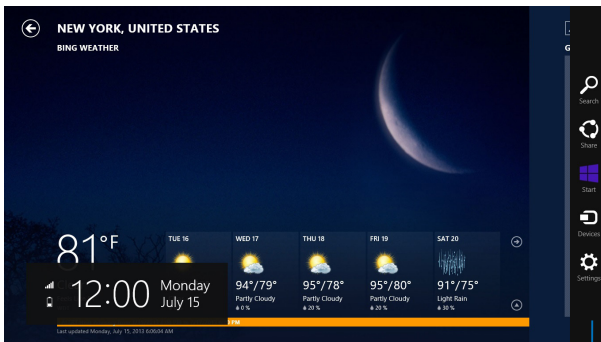 NEW YORK, UNITED STATES
BING WEATHER
G
Search
Share
Start
Devices
Settings
81°F
TUE 16
WED 17
94°/79°
Partly Cloudy
0 %
THU 18
95°/78°
Partly Cloudy
20 %
FRI 19
95°/80°
Partly Cloudy
20 %
SAT 20
91°/75°
Light Rain
30 %
12:00
Monday
July 15
PM
Last updated Monday, July 15, 2013 6:06:04 AM